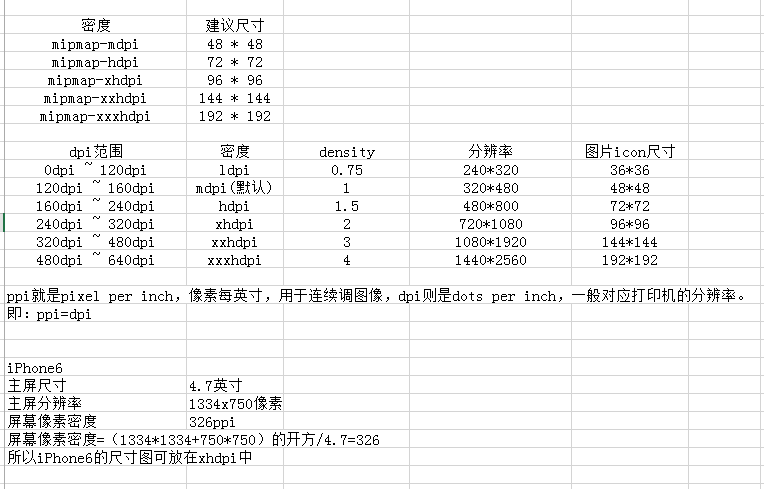 密度 建议尺寸
mipmap-mdpi 48 * 48
mipmap-hdpi 72 * 72
mipmap-xhdpi 96 * 96
mipmap-xxhdpi 144 * 144
mipmap-xxxhdpi 192 * 192
dpi范围 密度 density 分辨率 图片icon尺寸
0dpi ~ 120dpi ldpi 0.75 240*320 36*36
120dpi ~ 160dpi mdpi(默认) 1 320*480 48*48
160dpi ~ 240dpi hdpi 1.5 480*800 72*72
240dpi ~ 320dpi xhdpi 2 720*1080 96*96
320dpi ~ 480dpi xxhdpi 3 1080*1920 144*144
480dpi ~ 640dpi xxxhdpi 4 1440*2560 192*192
ppi就是pixel per inch，像素每英寸，用于连续调图像，dpi则是dots per inch，一般对应打印机的分辨率。
即：ppi=dpi
iPhone6
主屏尺寸 4.7英寸
主屏分辨率 1334x750像素
屏幕像素密度 326ppi
屏幕像素密度=（1334*1334+750*750）的开方/4.7=326
所以iPhone6的尺寸图可放在xhdpi中